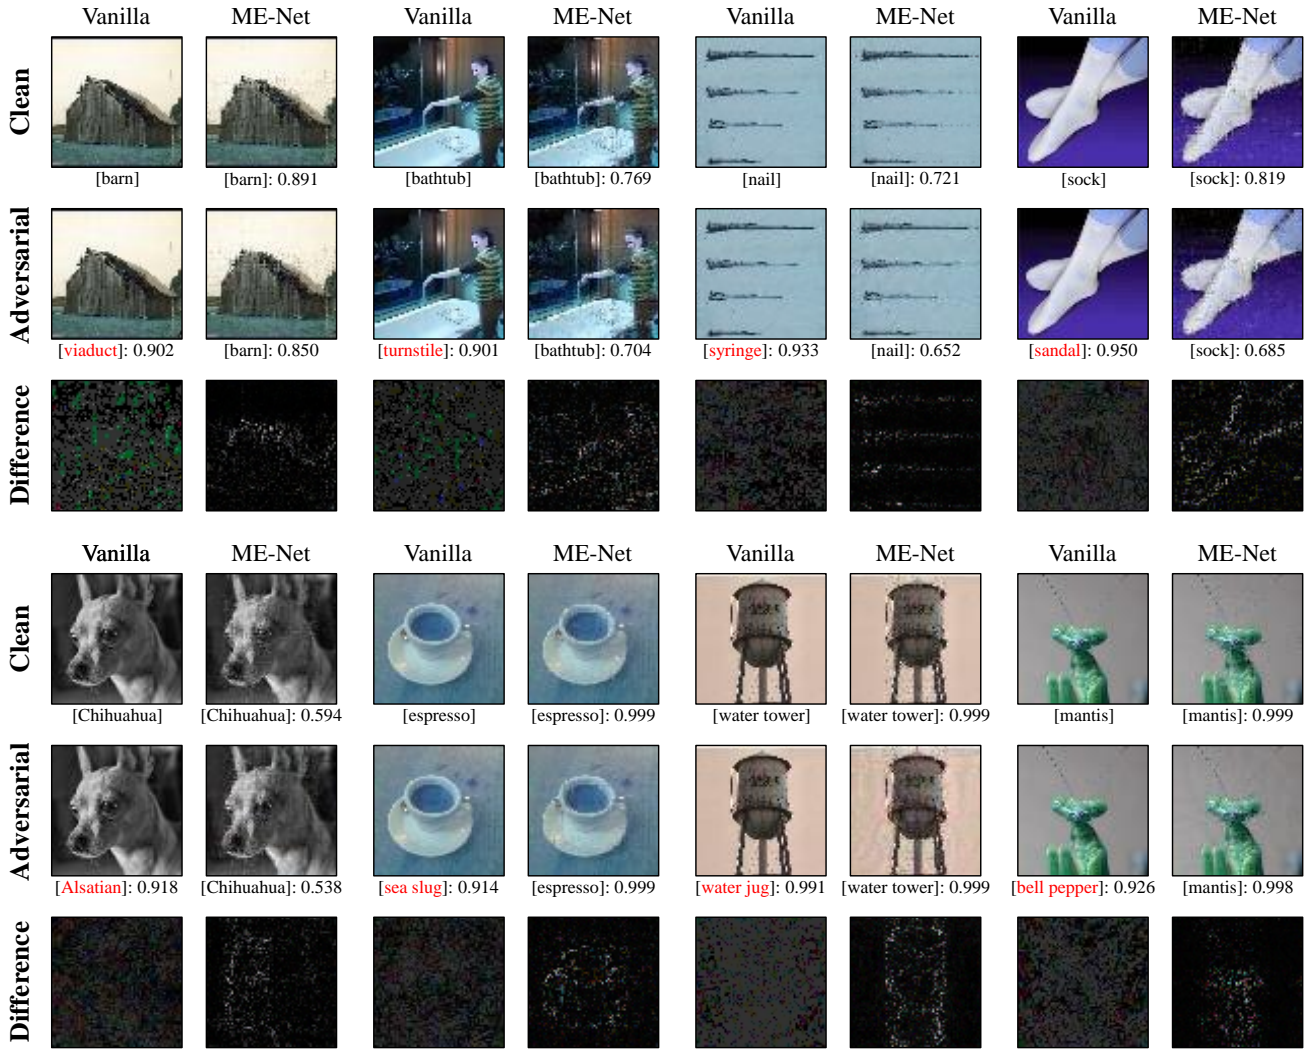 Vanilla ME-Net Vanilla ME-Net Vanilla ME-Net Vanilla ME-Net
Clean
[barn] [barn]: 0.891 [bathtub] [bathtub]: 0.769 [nail] [nail]: 0.721 [sock] [sock]: 0.819
Adversarial
[viaduct]: 0.902 [barn]: 0.850 [turnstile]: 0.901 [bathtub]: 0.704 [syringe]: 0.933 [nail]: 0.652 [sandal]: 0.950 [sock]: 0.685
Difference
Vanilla ME-Net Vanilla ME-Net Vanilla ME-Net Vanilla ME-Net
Clean
[Chihuahua] [Chihuahua]: 0.594 [espresso] [espresso]: 0.999 [water tower] [water tower]: 0.999 [mantis] [mantis]: 0.999
Adversarial
[Alsatian]: 0.918 [Chihuahua]: 0.538 [sea slug]: 0.914 [espresso]: 0.999 [water jug]: 0.991 [water tower]: 0.999 [bell pepper]: 0.926 [mantis]: 0.998
Difference